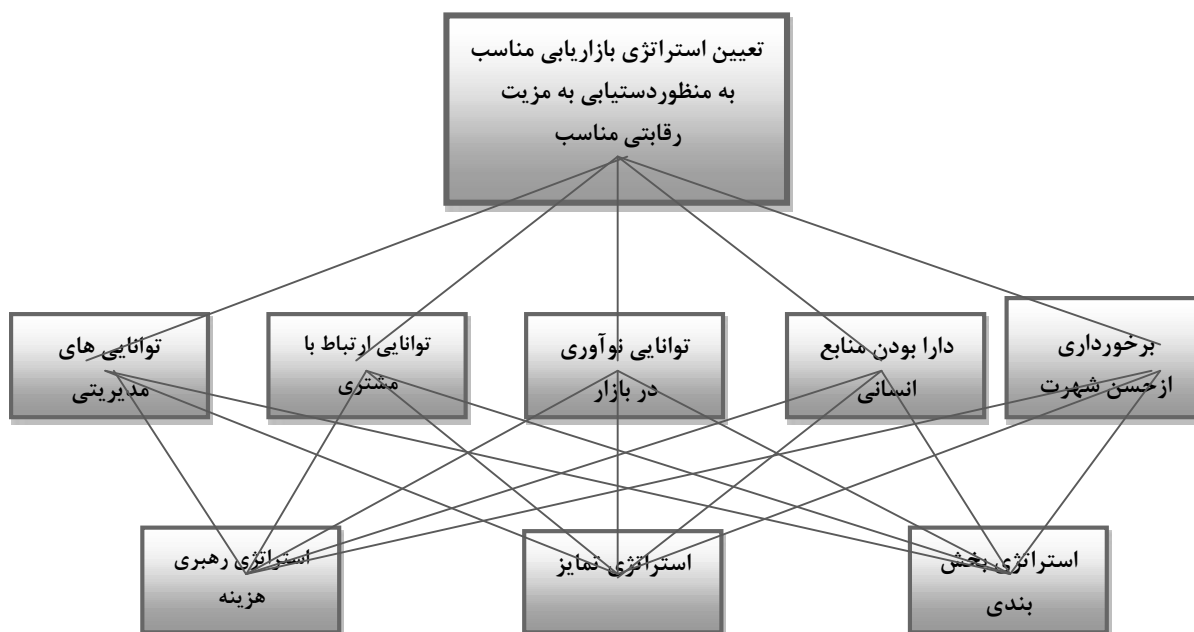 تعیین استراتژی بازاریابی مناسب
به منظوردستیابی به مزیت
رقابتی مناسب
برخورداری
ازحسن شهرت
دارا بودن منابع
انسانی
توانایی نوآوری
در بازار
توانایی ارتباط با
مشتری
توانایی های
مدیریتی
استراتژی بخش
بندی
استراتژی تمایز
استراتژی رهبری
هزینه